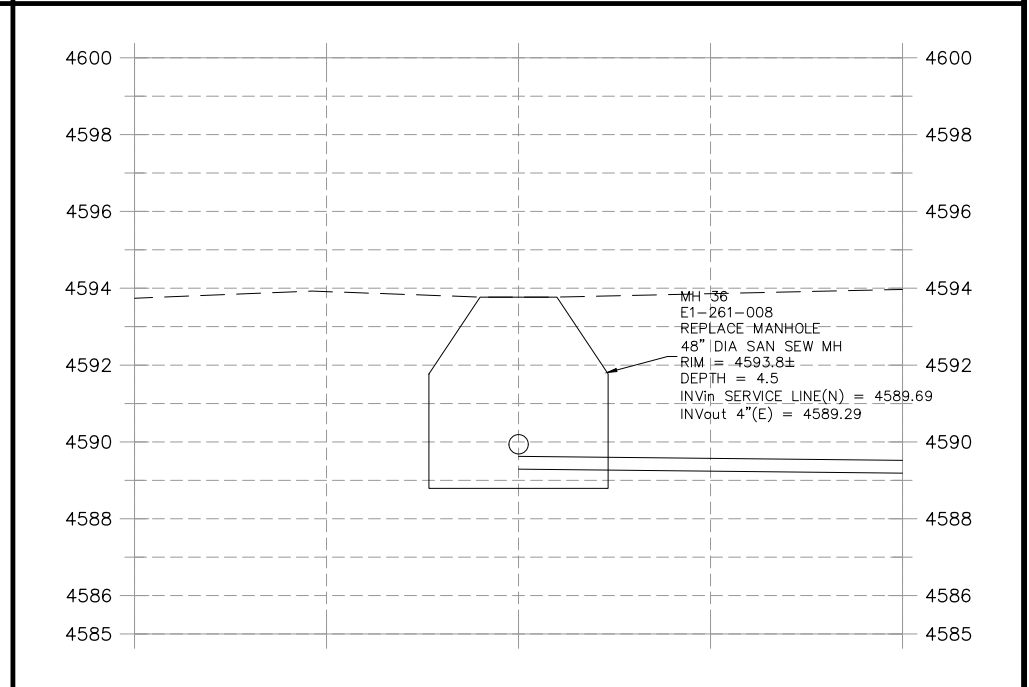 4600 4600
4598 4598
4596 4596
4594 4594
MH 36
E1-261-008
REPLACE MANHOLE
48" DIA SAN SEW MH
RIM = 4593.8±
4592 4592
DEPTH = 4.5
INVin SERVICE LINE(N) = 4589.69
INVout 4"(E) = 4589.29
4590 4590
4588 4588
4586 4586
4585 4585